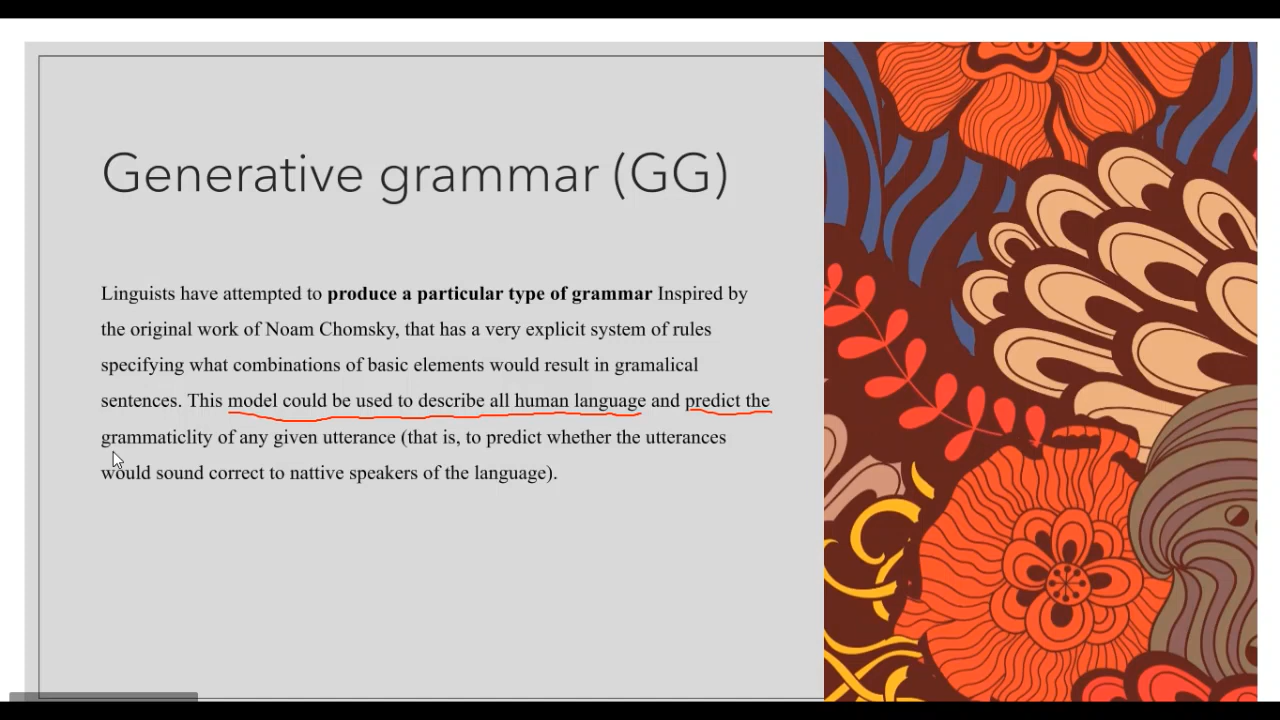 Generative grammar (GG)
Linguists have attempted to produce a particular type of grammar Inspired by
the original work of Noam Chomsky, that has a very explicit system of rules
specifying what combinations of basic elements would result in gramalical
sentences. This model could be used to describe all human language and predict the
grammaticlity of any given utterance (that is, to predict whether the utterances
would sound correct to nattive speakers of the language).